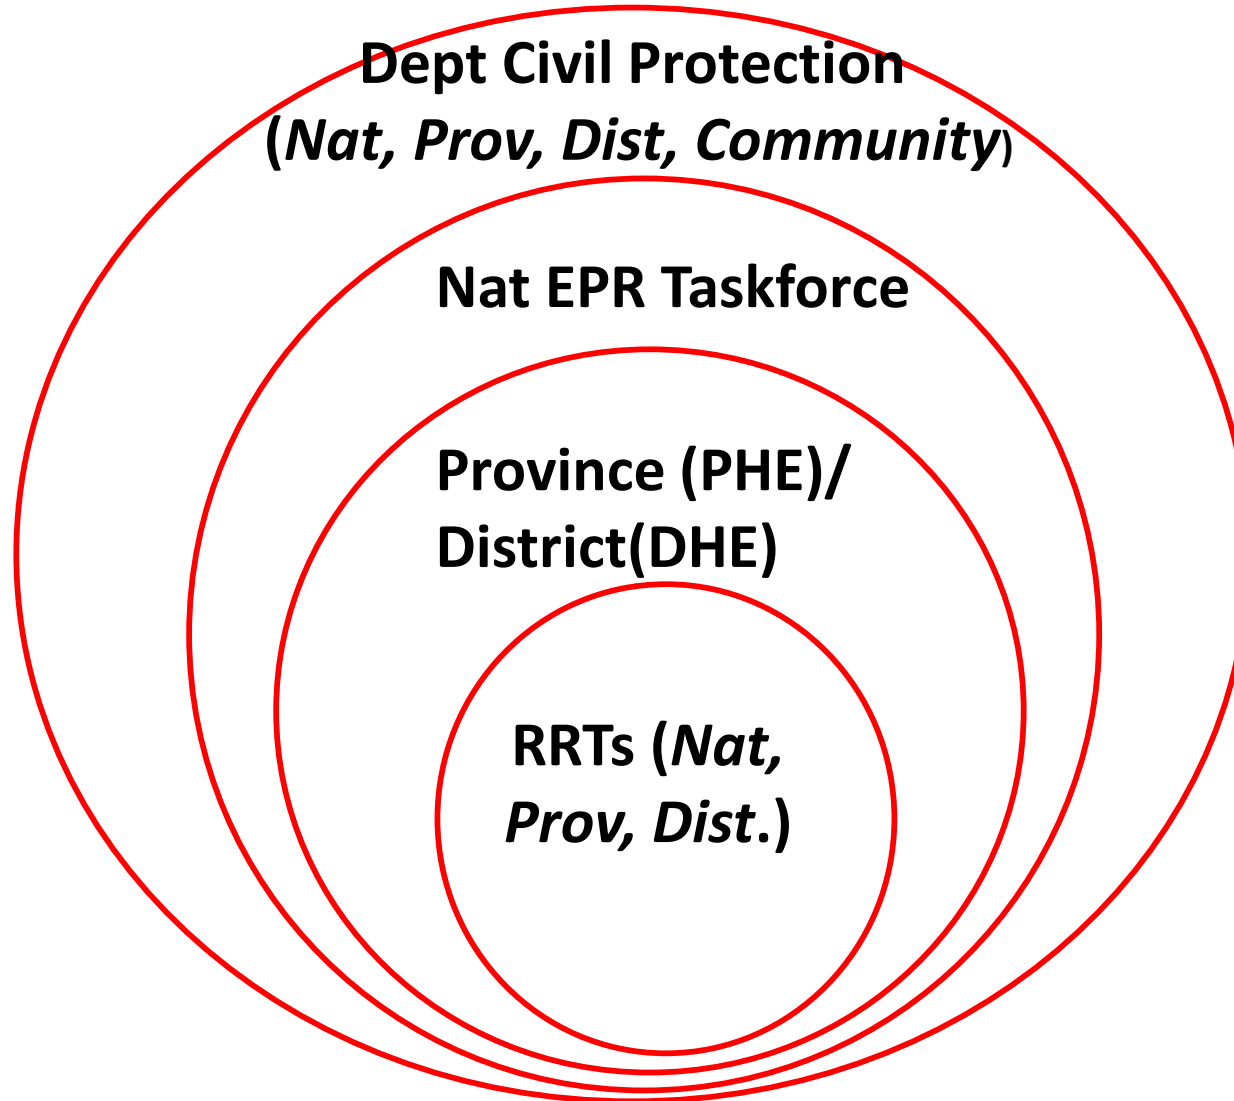 Dept Civil Protection
(Nat, Prov, Dist, Community)
Nat EPR Taskforce
Province (PHE)/
District(DHE)
RRTs (Nat,
Prov, Dist.)